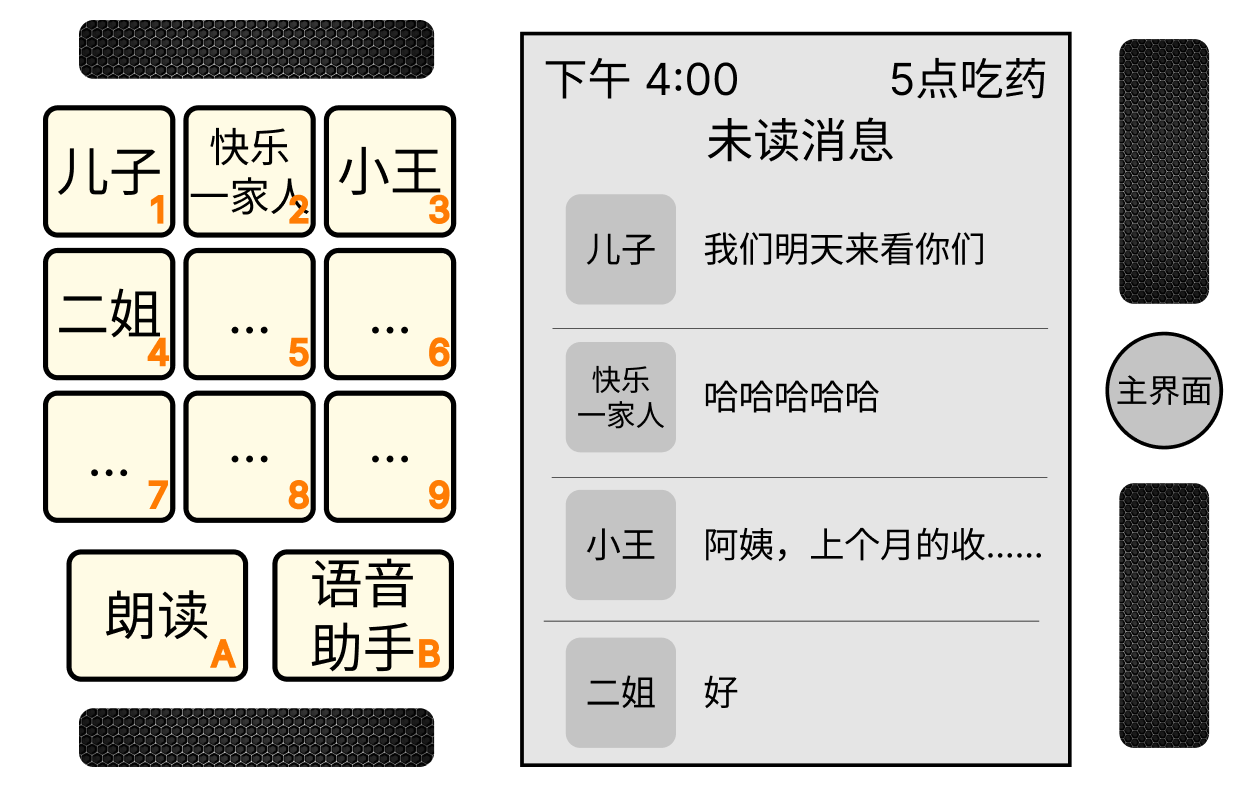 儿子
1
快乐
一家人
2
小王
3
二姐
4
...
5
...
6
...
7
...
8
...
9
朗读
A
语音
助手
B
下午 4:00
5点吃药
未读消息
儿子
我们明天来看你们
快乐
一家人
哈哈哈哈哈
小王
阿姨，上个月的收......
二姐
好
主界面